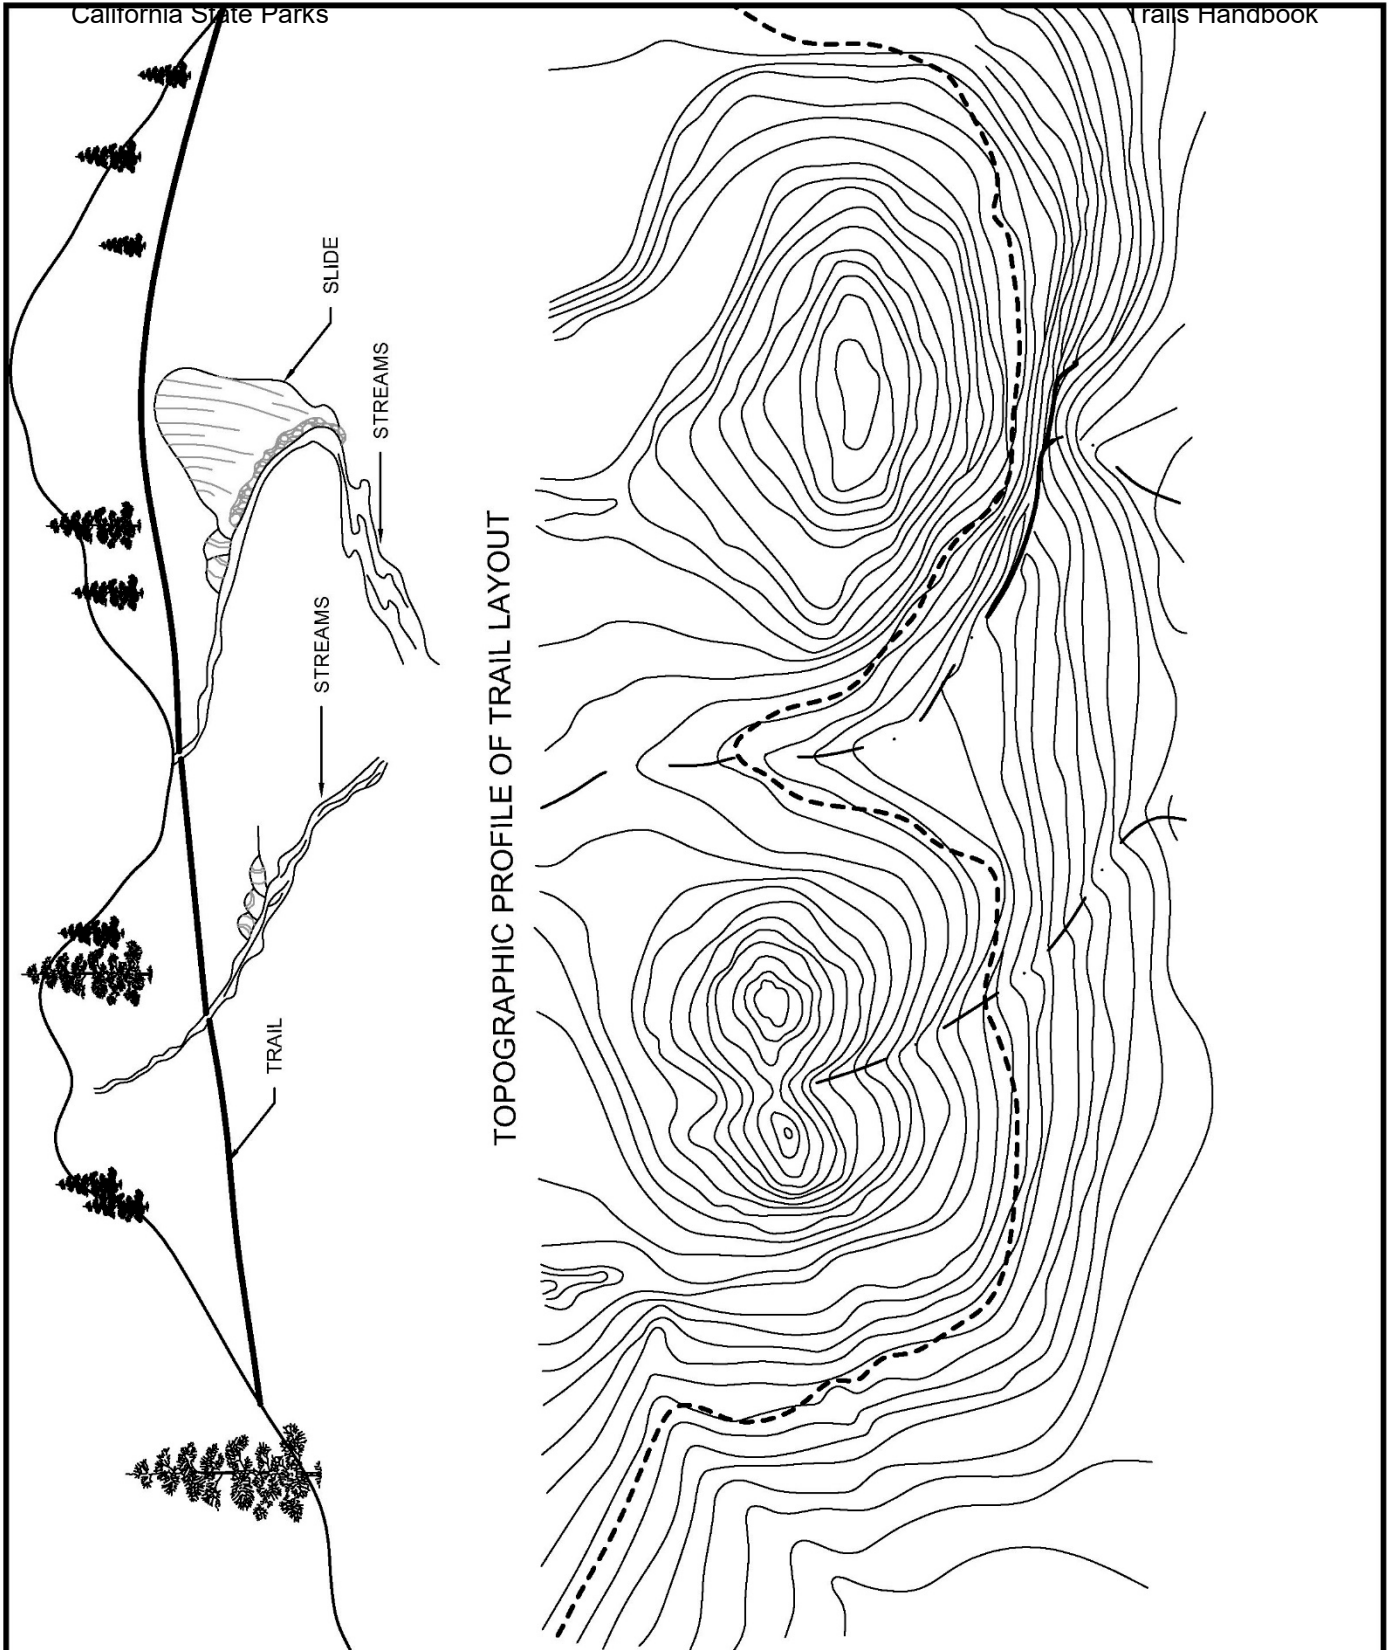 California State Parks
Trails Handbook
SLIDE
STREAMS
STREAMS
TRAIL
TOPOGRAPHIC PROFILE OF TRAIL LAYOUT